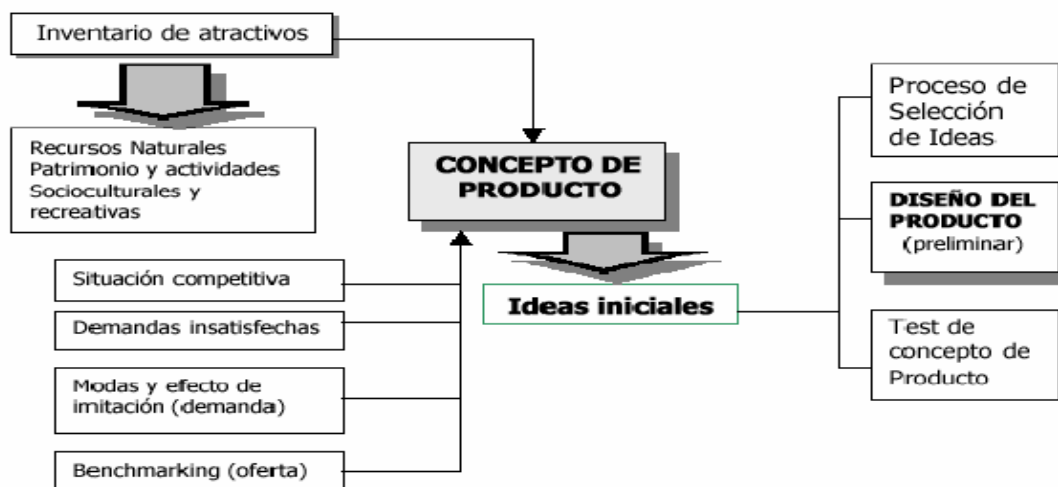 Inventario de atractivos
Recursos Naturales
Patrimonio y actividades
Socioculturales y
recreativas
CONCEPTO DE
PRODUCTO
Situación competitiva
Demandas insatisfechas
Modas y efecto de
imitación (demanda)
Benchmarking (oferta)
Ideas iniciales
Proceso de
Selección
de Ideas
DISEÑO DEL
PRODUCTO
(preliminar)
Test de
concepto de
Producto